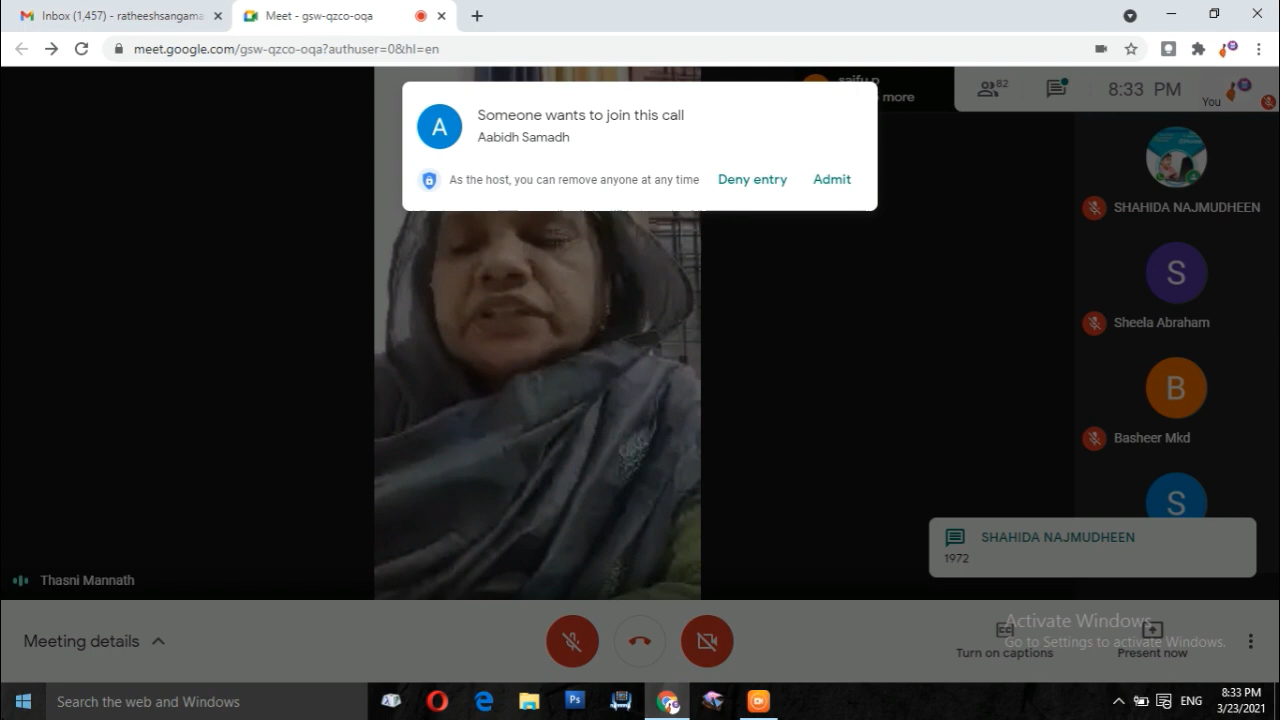 Inbox (1,457) - ratheeshsangama
Meet - gsw-qzco-oqa
meet.google.com/gsw-qzco-oqa?authuser=0&hl=en
Someone wants to join this call
A
Aabidh Samadh
As the host, you can remove anyone at any time
Deny entry
Admit
saifu p
more
82
8:33 PM
You
SHAHIDA NAJMUDHEEN
S
Sheela Abraham
B
Basheer Mkd
S
SHAHIDA NAJMUDHEEN
1972
Thasni Mannath
Meeting details
CC
Turn on captions
Present now
Activate Windows
Go to Settings to activate Windows.
Search the web and Windows
Ps
ENG
8:33 PM
3/23/2021